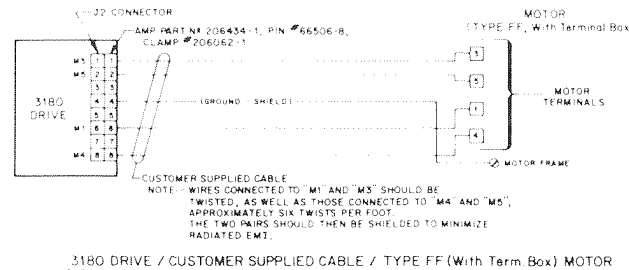 J2 CONNECTOR
MOTOR
(TYPE FF, With Terminal Box
AMP PART Nº 206434-1, PIN #66506-8,
CLAMP #206062-1
M3 1 1
M5 2 2
3 3
4 4
5 5
M1 6 6
7 7
M4 8 8
3180
DRIVE
(GROUND - SHIELD)
3
5
1
4
MOTOR
TERMINALS
MOTOR FRAME
CUSTOMER SUPPLIED CABLE
NOTE-- WIRES CONNECTED TO "M1" AND "M3" SHOULD BE
TWISTED, AS WELL AS THOSE CONNECTED TO "M4" AND "M5",
APPROXIMATELY SIX TWISTS PER FOOT.
THE TWO PAIRS SHOULD THEN BE SHIELDED TO MINIMIZE
RADIATED EMI.
3180 DRIVE / CUSTOMER SUPPLIED CABLE / TYPE FF (With Term. Box) MOTOR